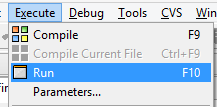 Execute Debug Tools CVS Win
Compile F9
Compile Current File Ctrl+F9
Run F10
Parameters...